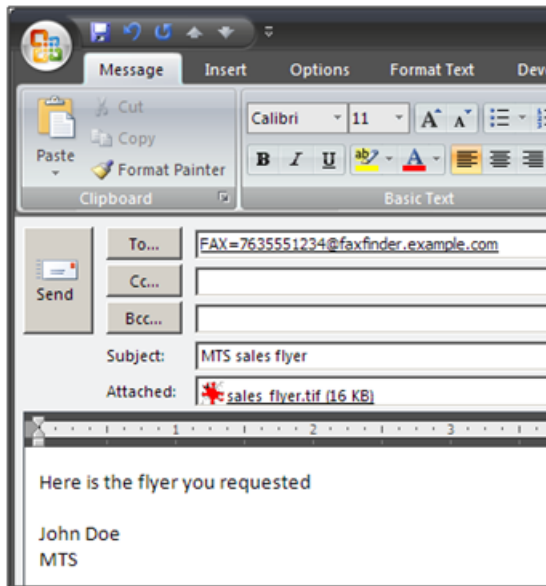 Message Insert Options Format Text Dev
Paste
Cut
Copy
Format Painter
Clipboard
Calibri 11 A A
B I U ab A
Basic Text
Send
To... FAX=7635551234@faxfinder.example.com
Cc...
Bcc...
Subject: MTS sales flyer
Attached: sales_flyer.tif (16 KB)
1 2 3
Here is the flyer you requested
John Doe
MTS